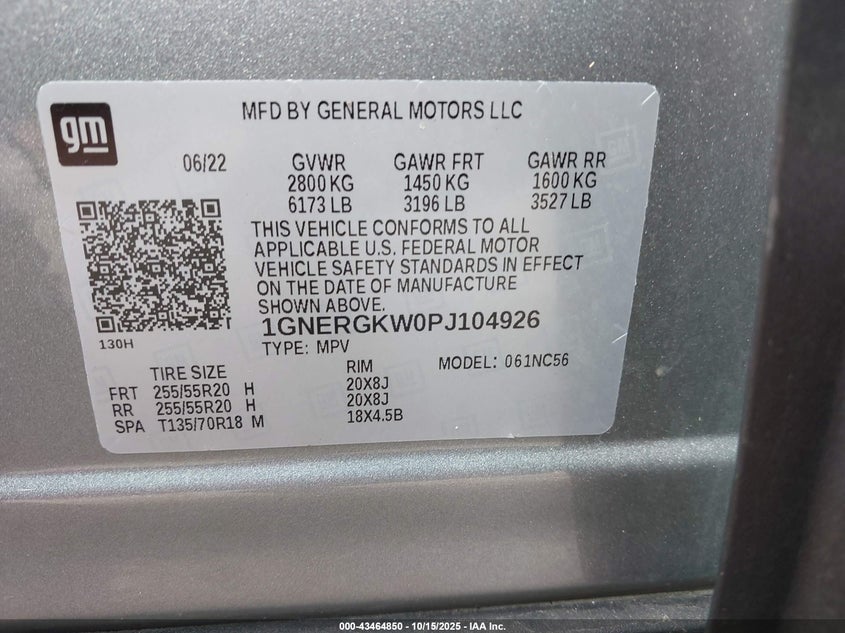 gm
MFD BY GENERAL MOTORS LLC
06/22 GVWR GAWR FRT GAWR RR
2800 KG 1450 KG 1600 KG
6173 LB 3196 LB 3527 LB
THIS VEHICLE CONFORMS TO ALL
APPLICABLE U.S. FEDERAL MOTOR
VEHICLE SAFETY STANDARDS IN EFFECT
ON THE DATE OF MANUFACTURE
SHOWN ABOVE.
1GNERGKW0PJ104926
130H
TYPE: MPV
MODEL: 061NC56
TIRE SIZE RIM
FRT 255/55R20 H 20X8J
RR 255/55R20 H 20X8J
SPA T135/70R18 M 18X4.5B
000-43464850 - 10/15/2025 - IAA Inc.